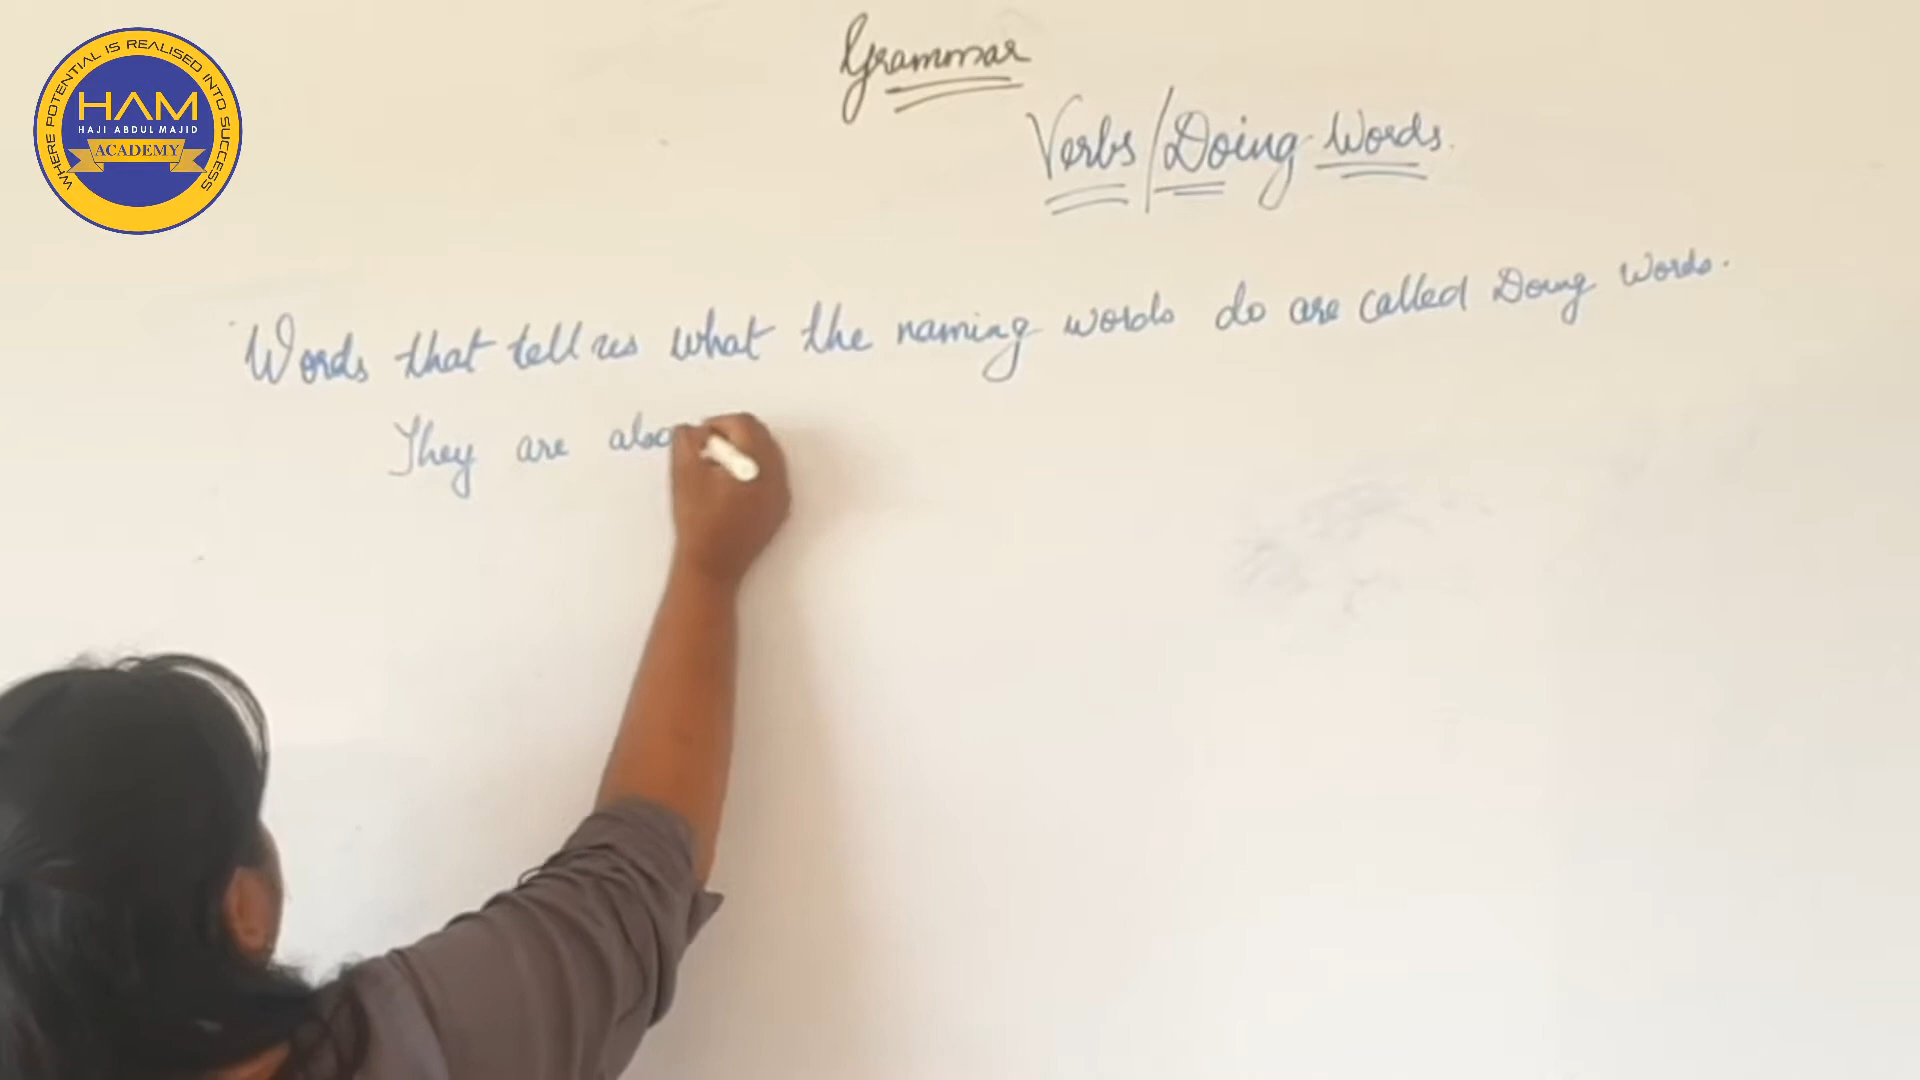 WHERE POTENTIAL IS REALISED INTO SUCCESS
HAM
HAJI ABDUL MAJID
ACADEMY
Grammar
Verbs/Doing Words.
Words that tell us what the naming words do are called Doing Words.
They are also